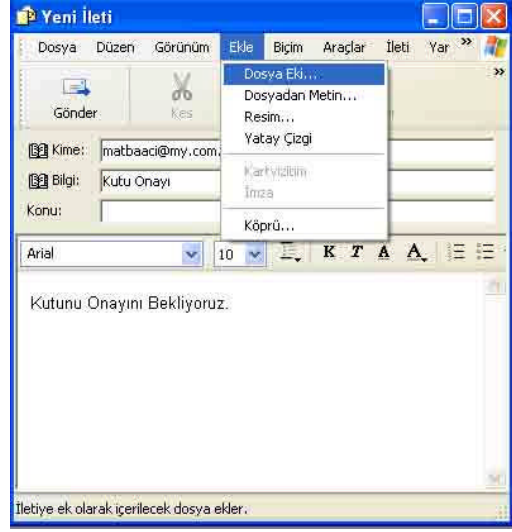 Yeni İleti
Dosya Düzen Görünüm Ekle Biçim Araçlar İleti Yar »
Dosya Eki...
Dosyadan Metin...
Resim...
Yatay Çizgi
Kartvizitim
İmza
Köprü...
Gönder Kes »
Kime: matbaaci@my.com
Bilgi: Kutu Onayı
Konu:
Arial 10 K T A A
Kutunu Onayını Bekliyoruz.
İletiye ek olarak içerilecek dosya ekler.